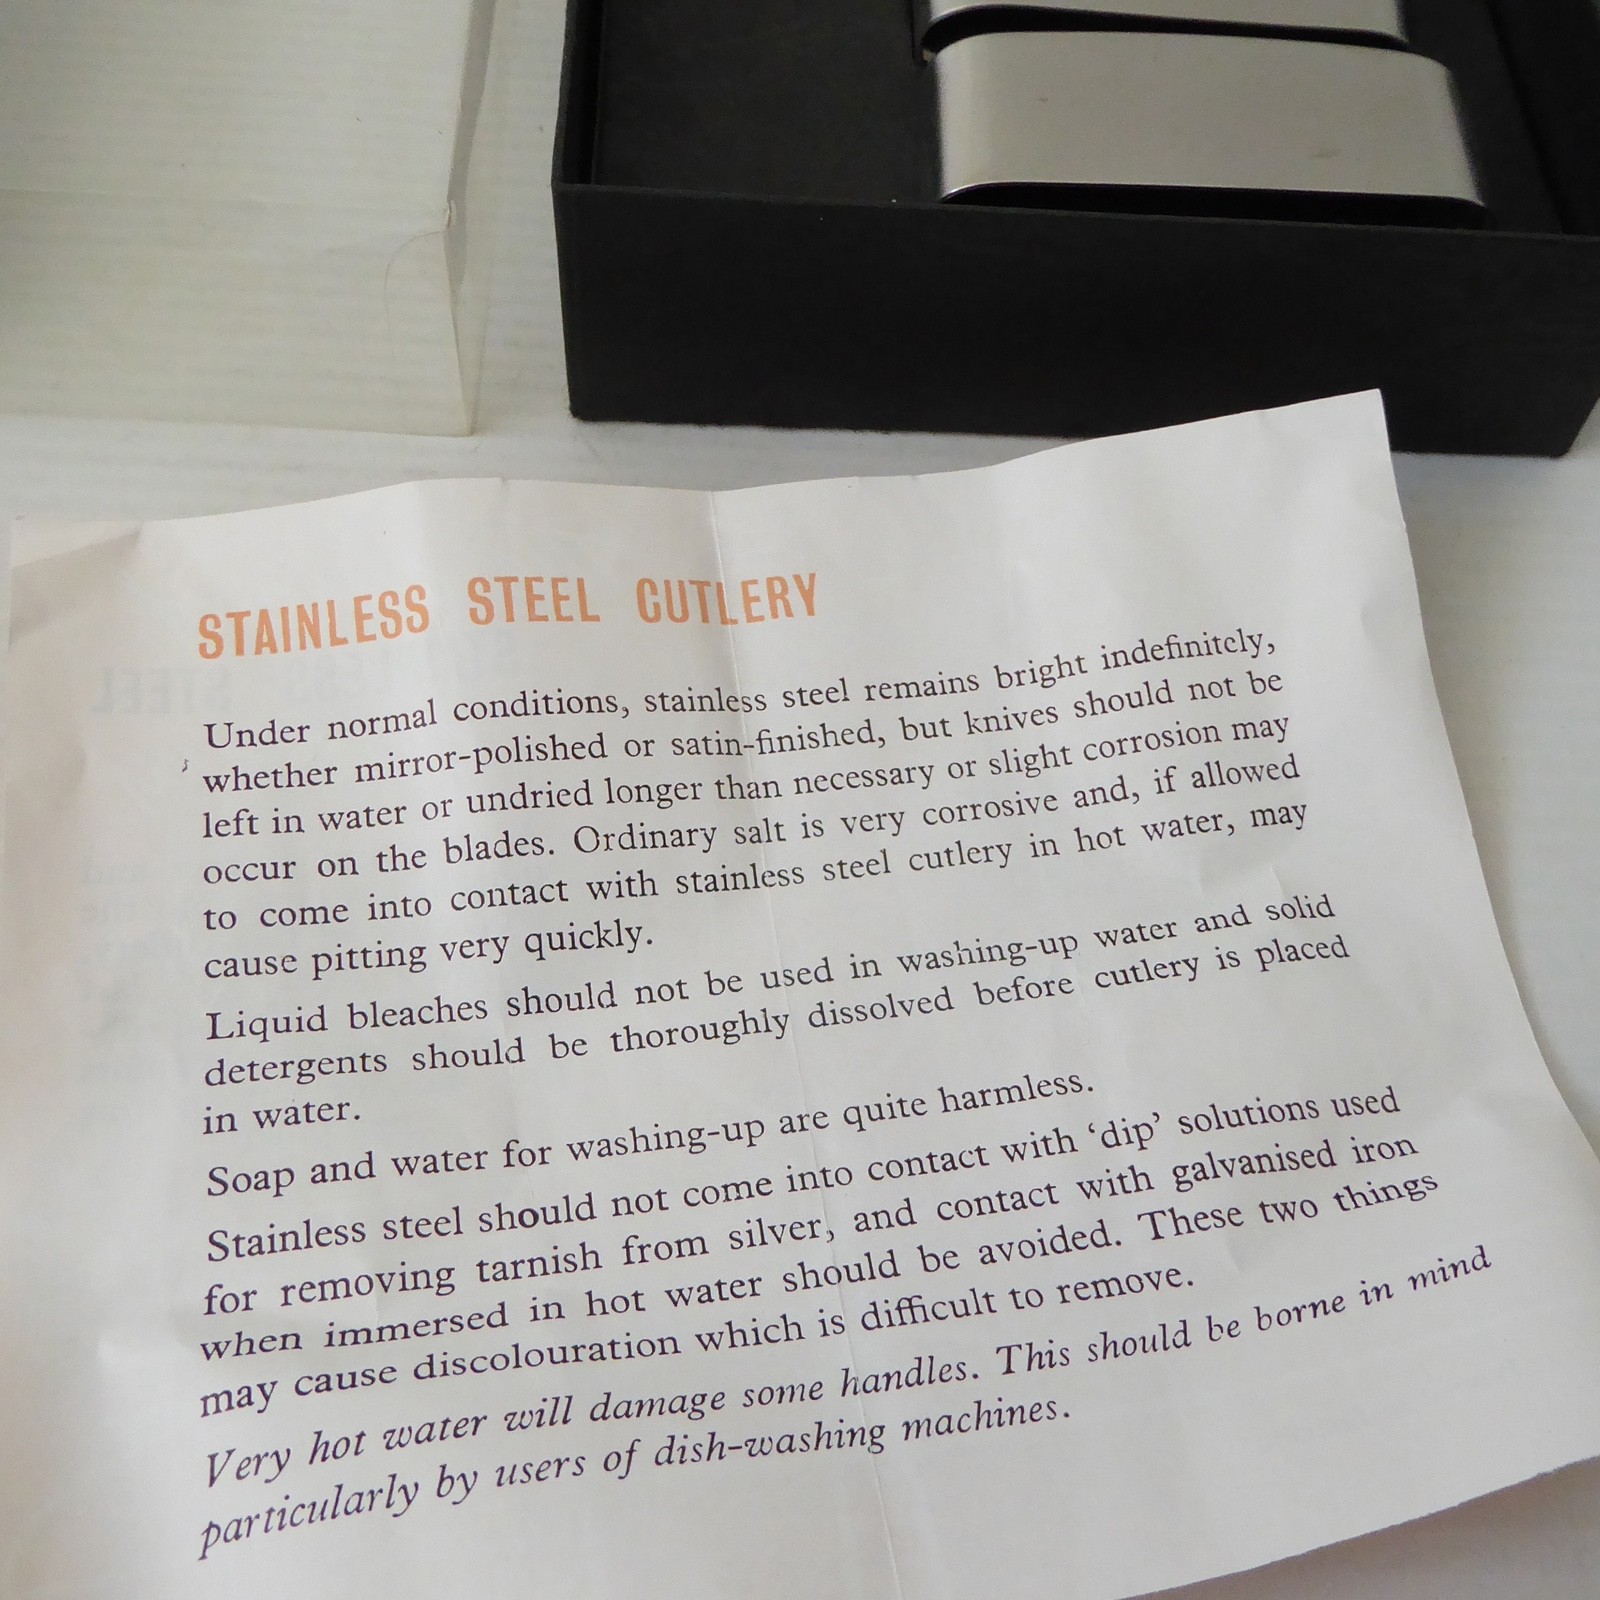 STAINLESS STEEL CUTLERY
Under normal conditions, stainless steel remains bright indefinitely,
whether mirror-polished or satin-finished, but knives should not be
left in water or undried longer than necessary or slight corrosion may
occur on the blades. Ordinary salt is very corrosive and, if allowed
to come into contact with stainless steel cutlery in hot water, may
cause pitting very quickly.
Liquid bleaches should not be used in washing-up water and solid
detergents should be thoroughly dissolved before cutlery is placed
in water.
Soap and water for washing-up are quite harmless.
Stainless steel should not come into contact with ‘dip’ solutions used
for removing tarnish from silver, and contact with galvanised iron
when immersed in hot water should be avoided. These two things
may cause discolouration which is difficult to remove.
Very hot water will damage some handles. This should be borne in mind
particularly by users of dish-washing machines.